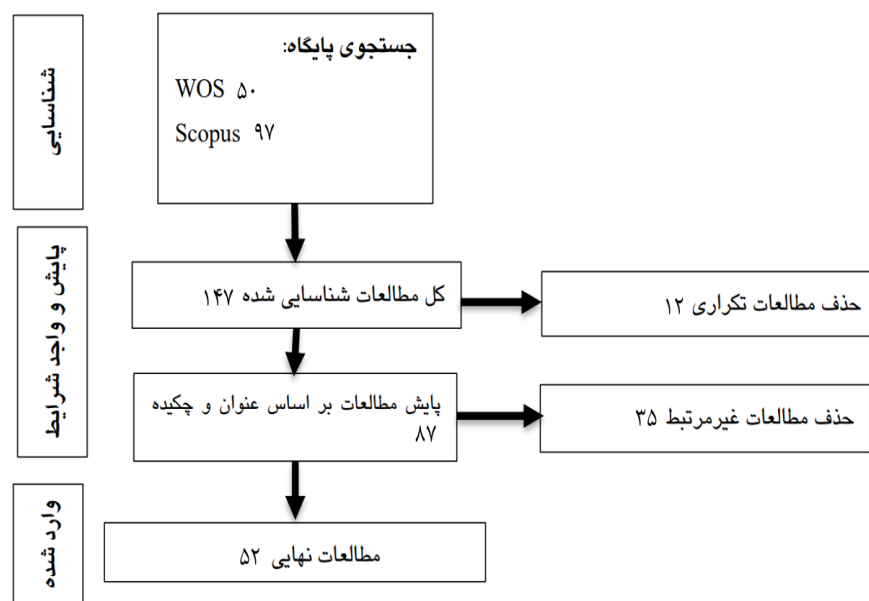 شناسایی
جستجوی پایگاه:
WOS ۵۰
Scopus ۹۷
پایش و واجد شرایط
کل مطالعات شناسایی شده ۱۴۷
حذف مطالعات تکراری ۱۲
پایش مطالعات بر اساس عنوان و چکیده
۸۷
حذف مطالعات غیرمرتبط ۳۵
وارد شده
مطالعات نهایی ۵۲